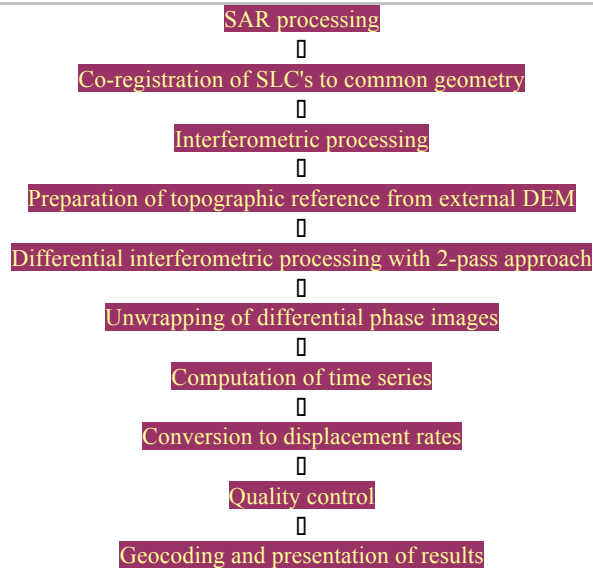 SAR processing
▯
Co-registration of SLC's to common geometry
▯
Interferometric processing
▯
Preparation of topographic reference from external DEM
▯
Differential interferometric processing with 2-pass approach
▯
Unwrapping of differential phase images
▯
Computation of time series
▯
Conversion to displacement rates
▯
Quality control
▯
Geocoding and presentation of results